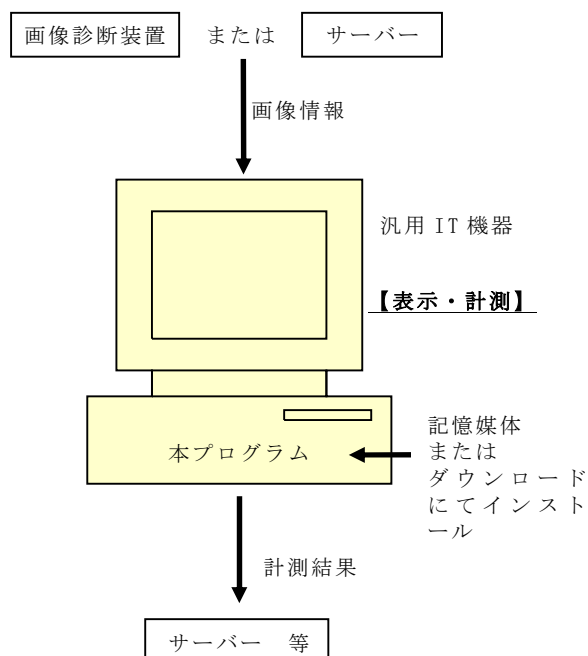 画像診断装置 または サーバー
画像情報
汎用 IT 機器
【表示・計測】
本プログラム
記憶媒体
または
ダウンロード
にてインスト
ール
計測結果
サーバー 等